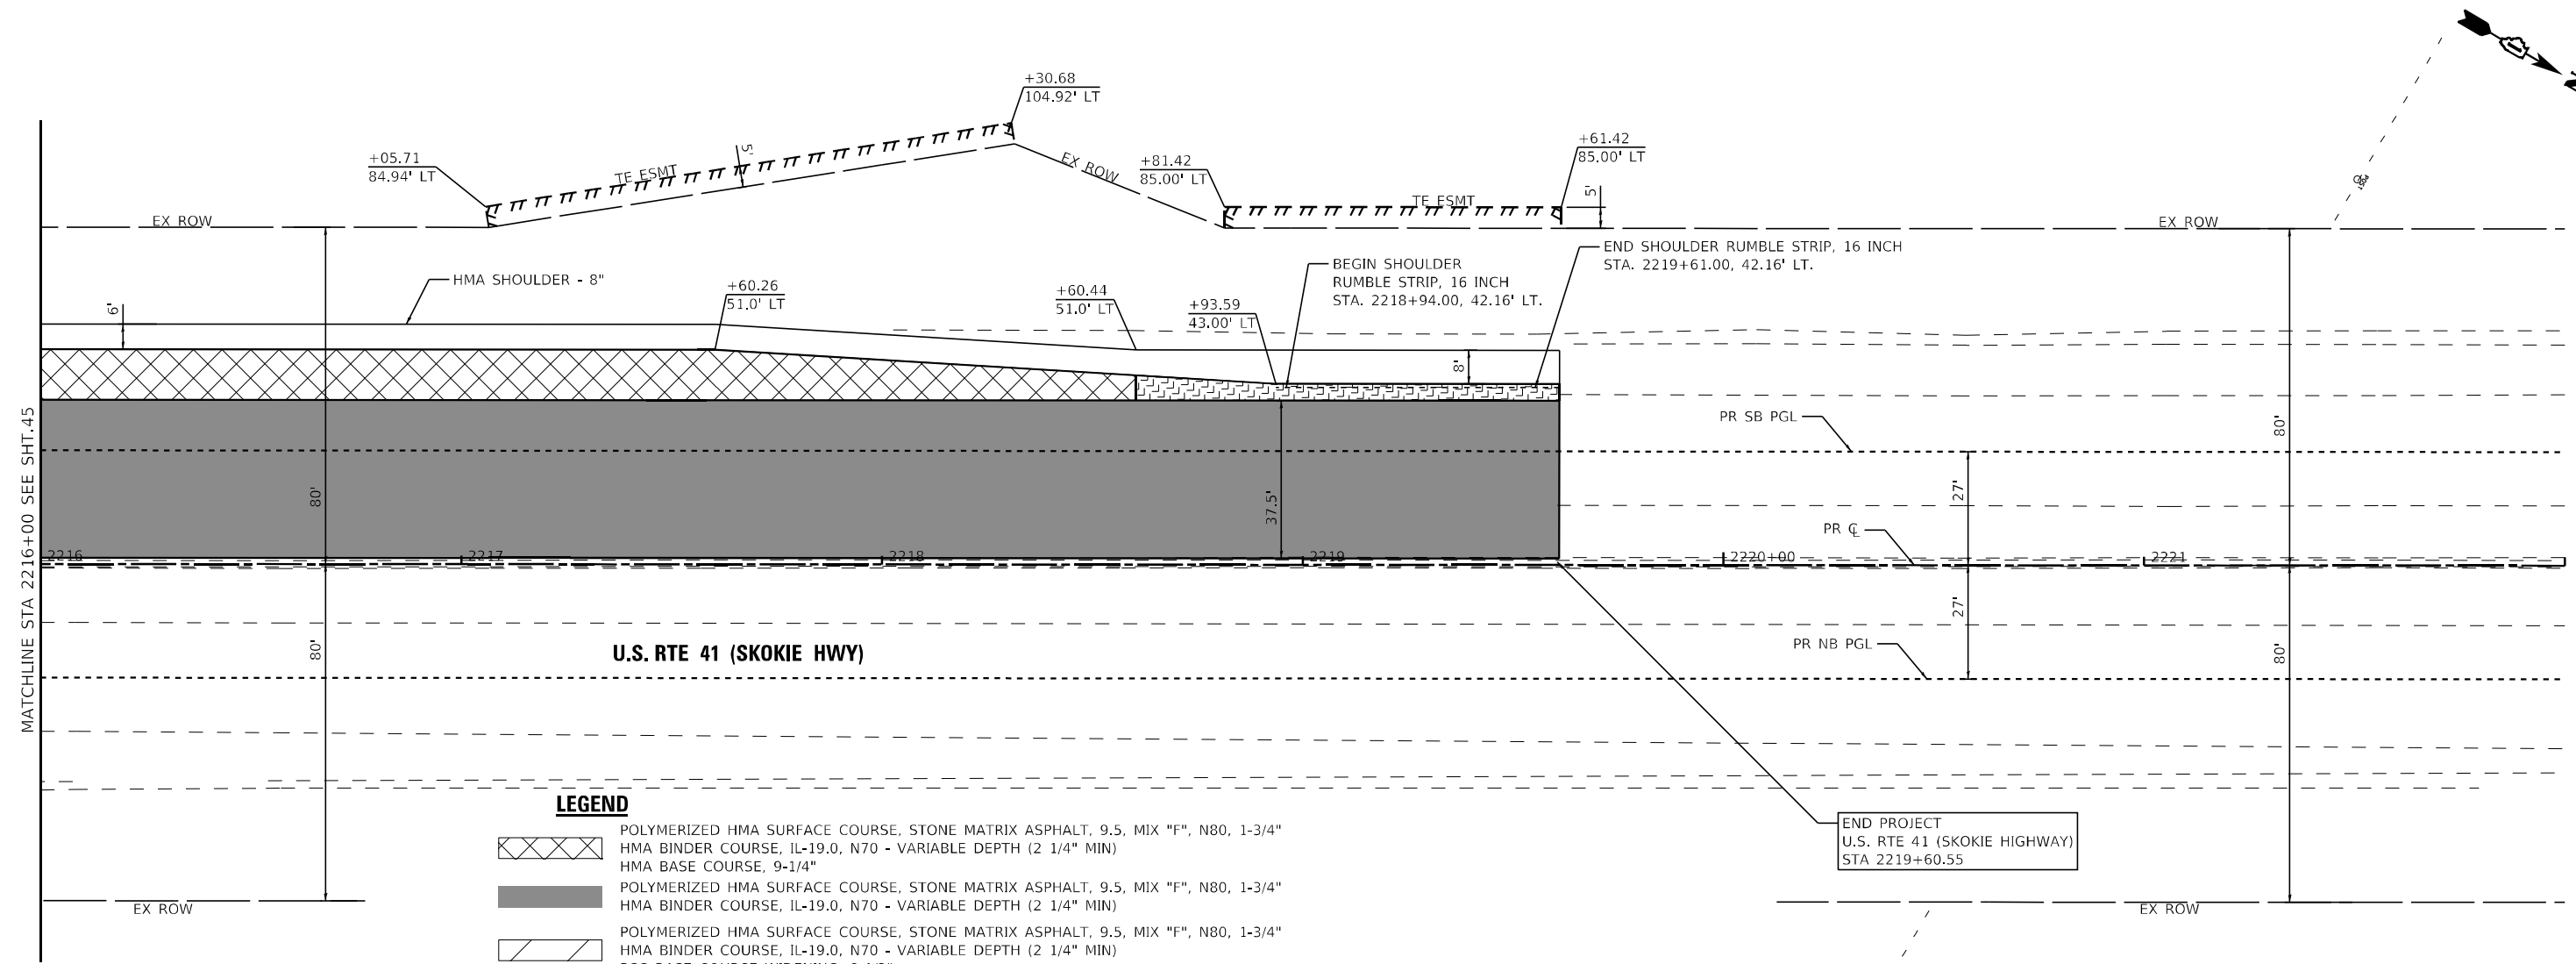 +30.68
104.92' LT
+05.71
84.94' LT
5'
TE ESMT
EX ROW
+81.42
85.00' LT
+61.42
85.00' LT
TE ESMT
5'
EX ROW
EX ROW
HMA SHOULDER - 8"
6'
+60.26
51.0' LT
+60.44
51.0' LT
+93.59
43.00' LT
BEGIN SHOULDER
RUMBLE STRIP, 16 INCH
STA. 2218+94.00, 42.16' LT.
END SHOULDER RUMBLE STRIP, 16 INCH
STA. 2219+61.00, 42.16' LT.
8'
MATCHLINE STA 2216+00 SEE SHT.45
80'
37.5'
PR SB PGL
27'
80'
PR CL
2216
2217
2218
2219
2220+00
2221
80'
U.S. RTE 41 (SKOKIE HWY)
27'
PR NB PGL
80'
END PROJECT
U.S. RTE 41 (SKOKIE HIGHWAY)
STA 2219+60.55
EX ROW
EX ROW
LEGEND
POLYMERIZED HMA SURFACE COURSE, STONE MATRIX ASPHALT, 9.5, MIX "F", N80, 1-3/4"
HMA BINDER COURSE, IL-19.0, N70 - VARIABLE DEPTH (2 1/4" MIN)
HMA BASE COURSE, 9-1/4"
POLYMERIZED HMA SURFACE COURSE, STONE MATRIX ASPHALT, 9.5, MIX "F", N80, 1-3/4"
HMA BINDER COURSE, IL-19.0, N70 - VARIABLE DEPTH (2 1/4" MIN)
POLYMERIZED HMA SURFACE COURSE, STONE MATRIX ASPHALT, 9.5, MIX "F", N80, 1-3/4"
HMA BINDER COURSE, IL-19.0, N70 - VARIABLE DEPTH (2 1/4" MIN)